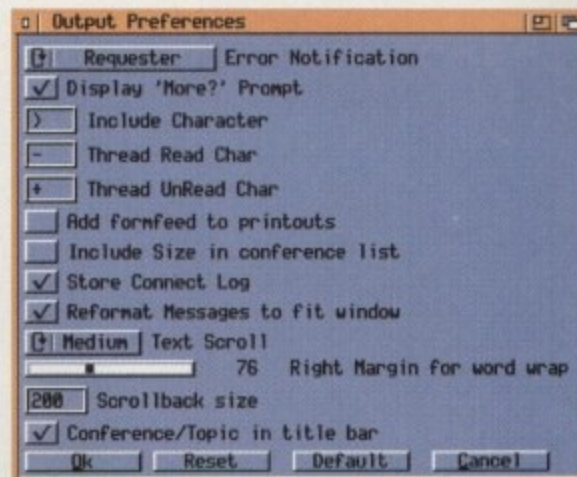 Output Preferences
Requester Error Notification
Display 'More?' Prompt
> Include Character
- Thread Read Char
+ Thread UnRead Char
Add formfeed to printouts
Include Size in conference list
Store Connect Log
Reformat Messages to fit window
Medium Text Scroll
76 Right Margin for word wrap
200 Scrollback size
Conference/Topic in title bar
Ok Reset Default Cancel